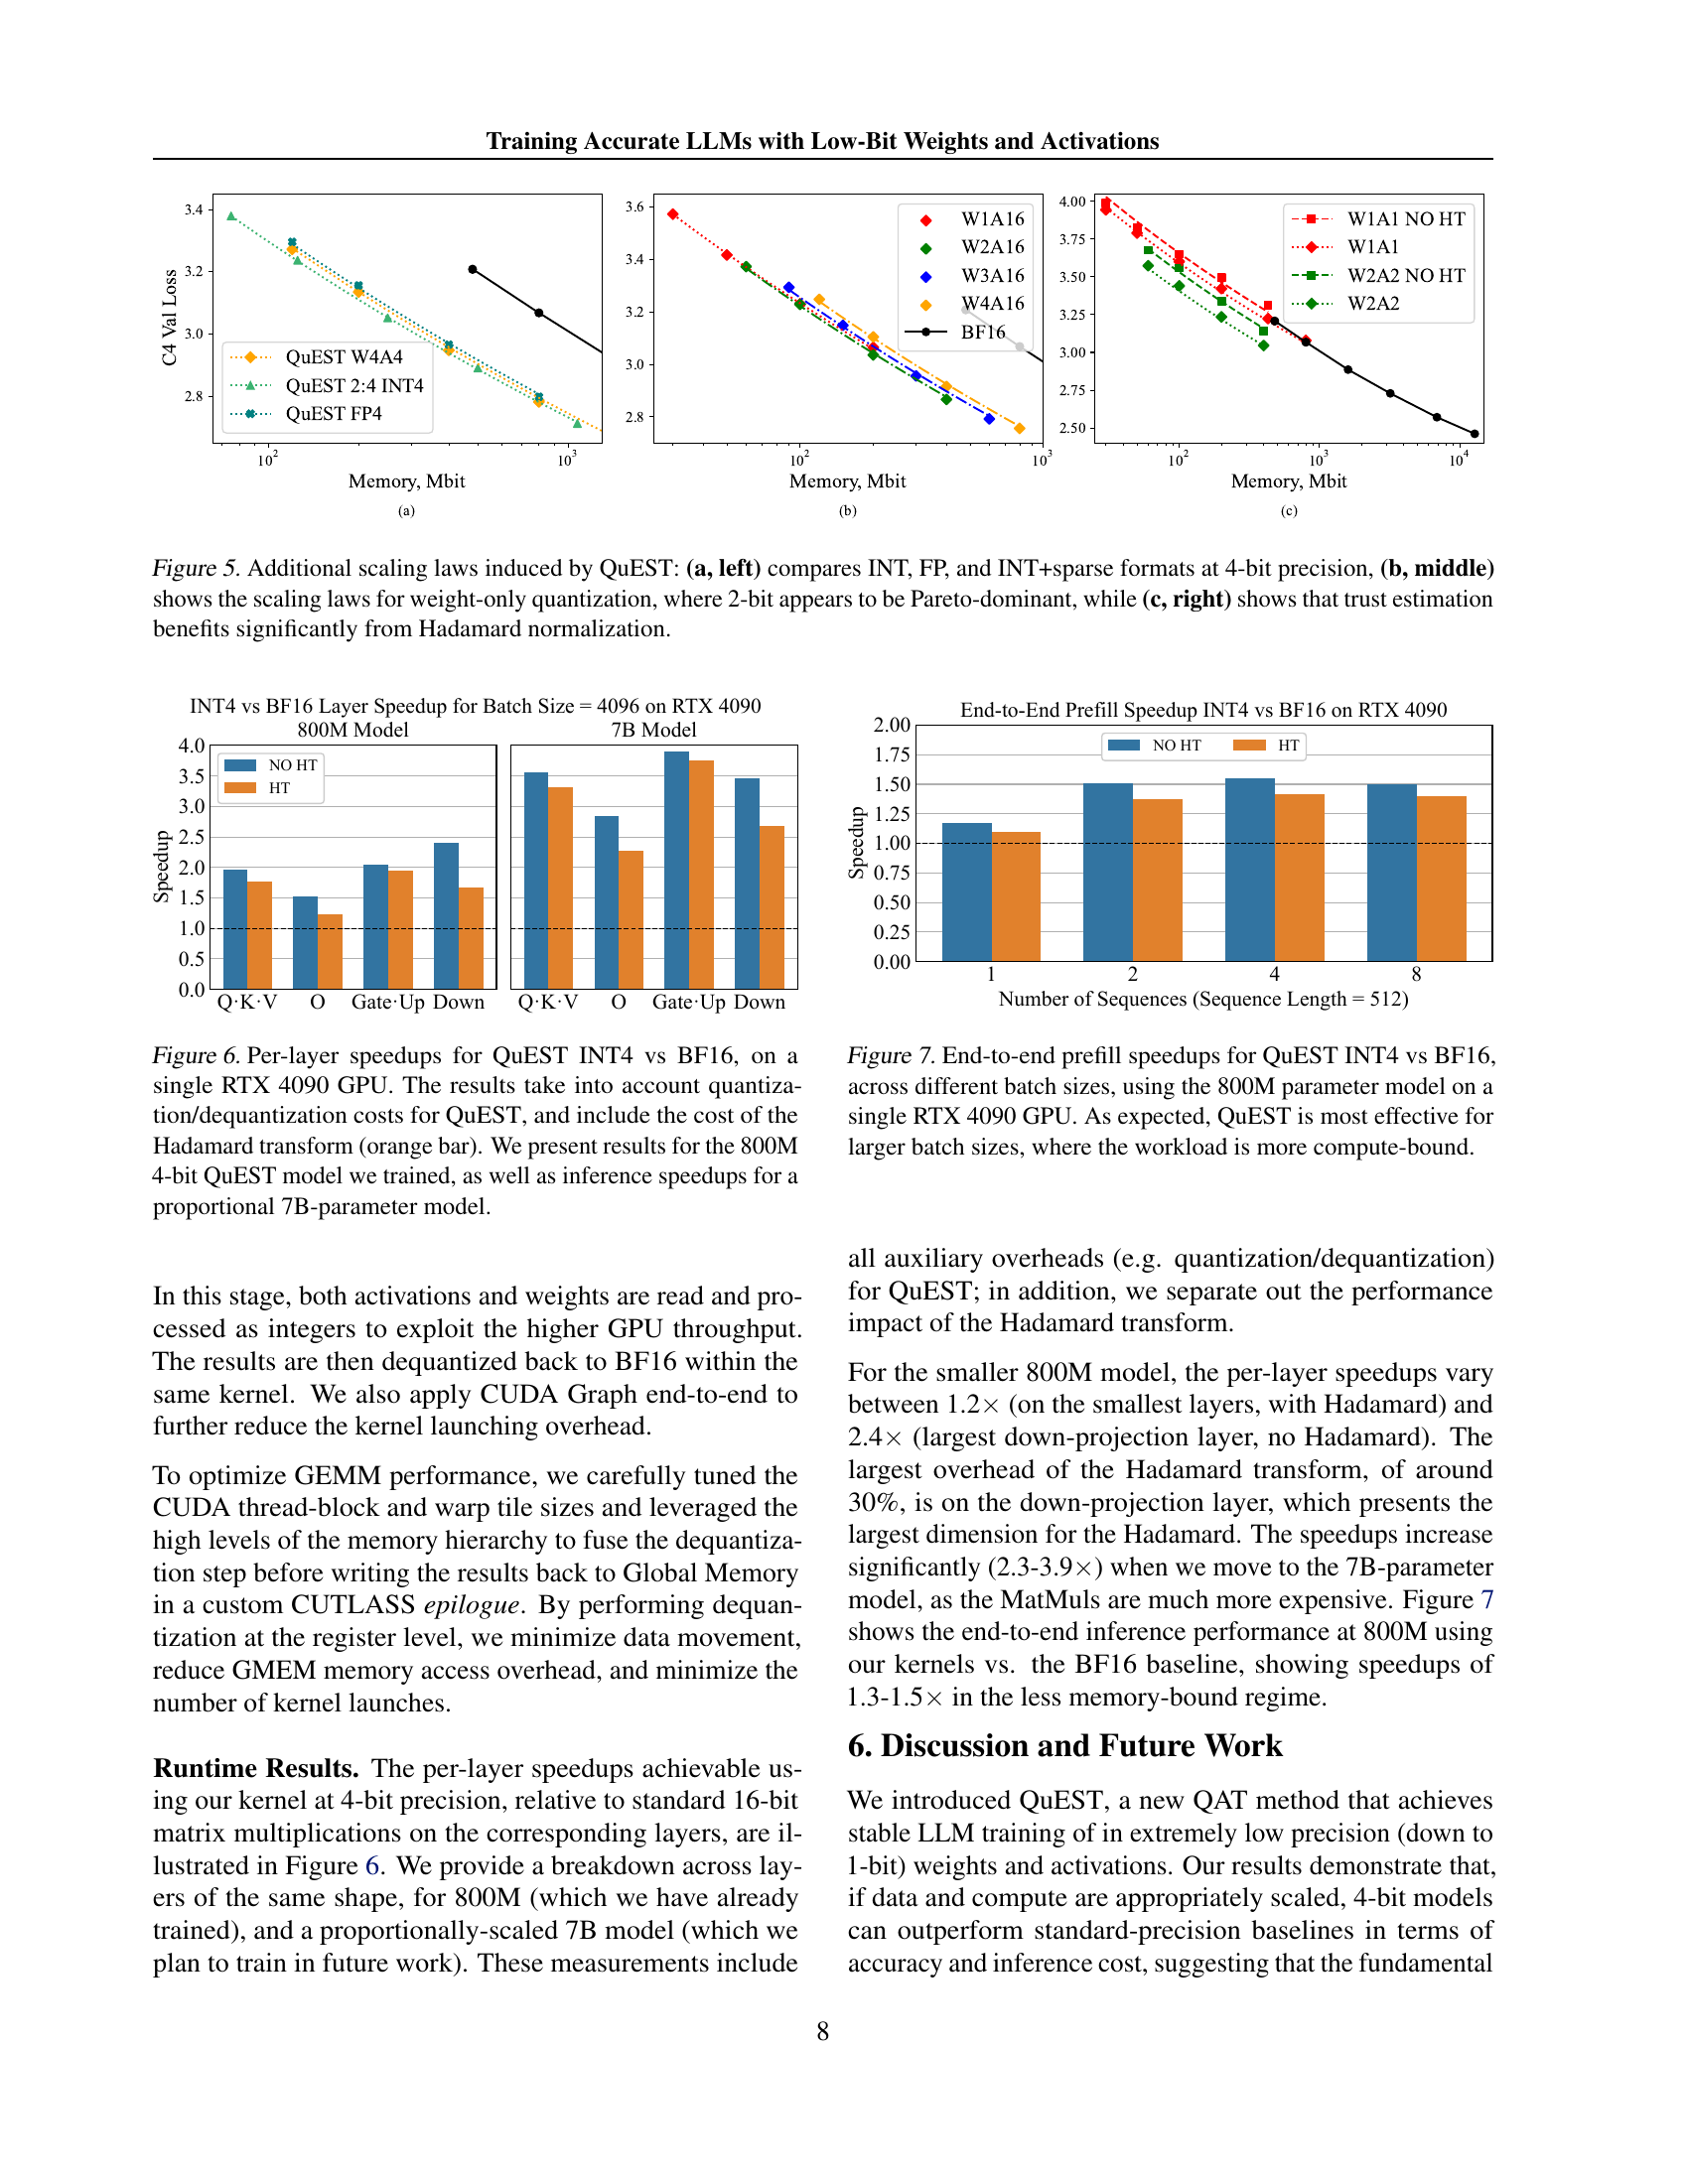 Training Accurate LLMs with Low-Bit Weights and Activations
3.4
3.2
3.0
2.8
C4 Val Loss
QuEST W4A4
QuEST 2:4 INT4
QuEST FP4
10²
10³
Memory, Mbit
(a)
3.6
3.4
3.2
3.0
2.8
W1A16
W2A16
W3A16
W4A16
BF16
10²
10³
Memory, Mbit
(b)
4.00
3.75
3.50
3.25
3.00
2.75
2.50
W1A1 NO HT
W1A1
W2A2 NO HT
W2A2
10²
10³
10⁴
Memory, Mbit
(c)
Figure 5. Additional scaling laws induced by QuEST: (a, left) compares INT, FP, and INT+sparse formats at 4-bit precision, (b, middle)
shows the scaling laws for weight-only quantization, where 2-bit appears to be Pareto-dominant, while (c, right) shows that trust estimation
benefits significantly from Hadamard normalization.
INT4 vs BF16 Layer Speedup for Batch Size = 4096 on RTX 4090
800M Model
7B Model
4.0
3.5
3.0
2.5
2.0
1.5
1.0
0.5
0.0
Speedup
NO HT
HT
Q·K·V O Gate·Up Down
Q·K·V O Gate·Up Down
Figure 6. Per-layer speedups for QuEST INT4 vs BF16, on a
single RTX 4090 GPU. The results take into account quantiza-
tion/dequantization costs for QuEST, and include the cost of the
Hadamard transform (orange bar). We present results for the 800M
4-bit QuEST model we trained, as well as inference speedups for a
proportional 7B-parameter model.
In this stage, both activations and weights are read and pro-
cessed as integers to exploit the higher GPU throughput.
The results are then dequantized back to BF16 within the
same kernel. We also apply CUDA Graph end-to-end to
further reduce the kernel launching overhead.
To optimize GEMM performance, we carefully tuned the
CUDA thread-block and warp tile sizes and leveraged the
high levels of the memory hierarchy to fuse the dequantiza-
tion step before writing the results back to Global Memory
in a custom CUTLASS epilogue. By performing dequan-
tization at the register level, we minimize data movement,
reduce GMEM memory access overhead, and minimize the
number of kernel launches.
Runtime Results. The per-layer speedups achievable us-
ing our kernel at 4-bit precision, relative to standard 16-bit
matrix multiplications on the corresponding layers, are il-
lustrated in Figure 6. We provide a breakdown across lay-
ers of the same shape, for 800M (which we have already
trained), and a proportionally-scaled 7B model (which we
plan to train in future work). These measurements include
End-to-End Prefill Speedup INT4 vs BF16 on RTX 4090
2.00
1.75
1.50
1.25
1.00
0.75
0.50
0.25
0.00
Speedup
NO HT
HT
1 2 4 8
Number of Sequences (Sequence Length = 512)
Figure 7. End-to-end prefill speedups for QuEST INT4 vs BF16,
across different batch sizes, using the 800M parameter model on a
single RTX 4090 GPU. As expected, QuEST is most effective for
larger batch sizes, where the workload is more compute-bound.
all auxiliary overheads (e.g. quantization/dequantization)
for QuEST; in addition, we separate out the performance
impact of the Hadamard transform.
For the smaller 800M model, the per-layer speedups vary
between 1.2× (on the smallest layers, with Hadamard) and
2.4× (largest down-projection layer, no Hadamard). The
largest overhead of the Hadamard transform, of around
30%, is on the down-projection layer, which presents the
largest dimension for the Hadamard. The speedups increase
significantly (2.3-3.9×) when we move to the 7B-parameter
model, as the MatMuls are much more expensive. Figure 7
shows the end-to-end inference performance at 800M using
our kernels vs. the BF16 baseline, showing speedups of
1.3-1.5× in the less memory-bound regime.
6. Discussion and Future Work
We introduced QuEST, a new QAT method that achieves
stable LLM training of in extremely low precision (down to
1-bit) weights and activations. Our results demonstrate that,
if data and compute are appropriately scaled, 4-bit models
can outperform standard-precision baselines in terms of
accuracy and inference cost, suggesting that the fundamental
8